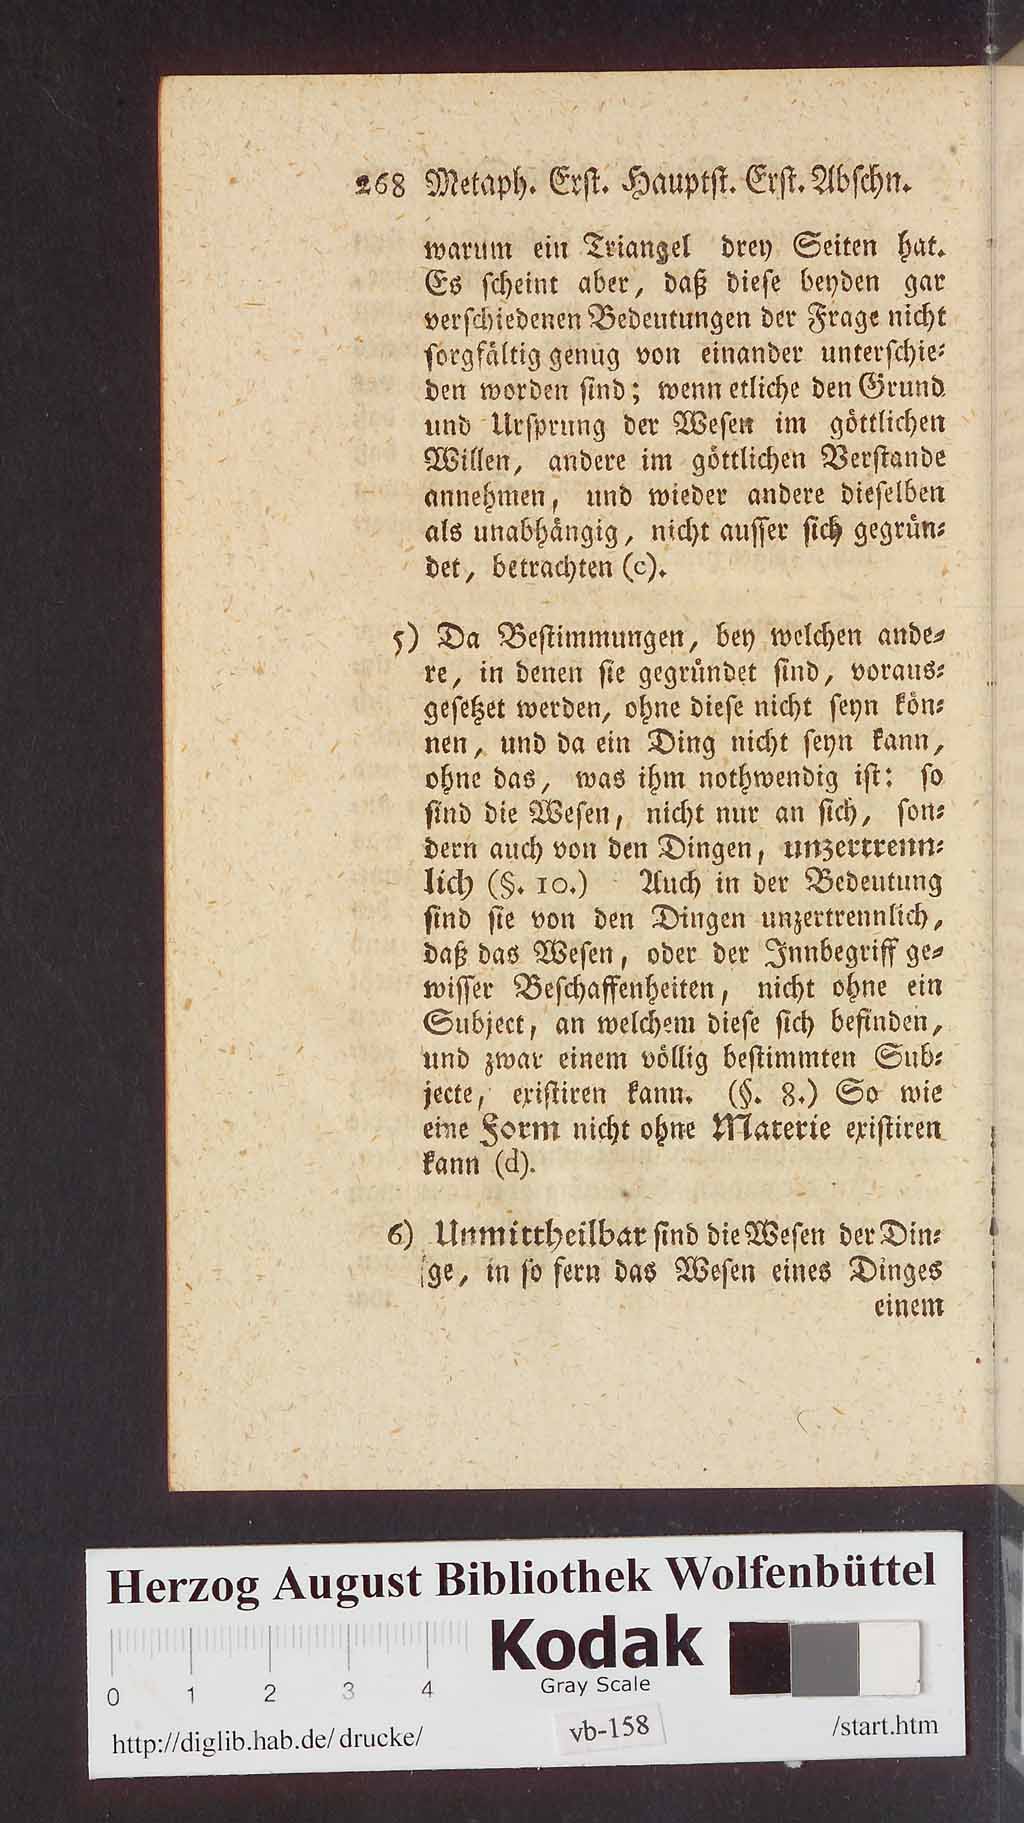 268 Metaph. Erst. Hauptst. Erst. Abschn.
warum ein Triangel drey Seiten hat.
Es scheint aber, daß diese beyden gar
verschiedenen Bedeutungen der Frage nicht
sorgfältig genug von einander unterschie-
den worden sind; wenn etliche den Grund
und Ursprung der Wesen im göttlichen
Willen, andere im göttlichen Verstande
annehmen, und wieder andere dieselben
als unabhängig, nicht ausser sich gegrün-
det, betrachten (c).
5) Da Bestimmungen, bey welchen ande-
re, in denen sie gegründet sind, voraus-
gesetzet werden, ohne diese nicht seyn kön-
nen, und da ein Ding nicht seyn kann,
ohne das, was ihm nothwendig ist: so
sind die Wesen, nicht nur an sich, son-
dern auch von den Dingen, unzertrenn-
lich (§. 10.) Auch in der Bedeutung
sind sie von den Dingen unzertrennlich,
daß das Wesen, oder der Innbegriff ge-
wisser Beschaffenheiten, nicht ohne ein
Subject, an welchem diese sich befinden,
und zwar einem völlig bestimmten Sub-
jecte, existiren kann. (§. 8.) So wie
eine Form nicht ohne Materie existiren
kann (d).
6) Unmittheilbar sind die Wesen der Din-
ge, in so fern das Wesen eines Dinges
einem
Herzog August Bibliothek Wolfenbüttel
Kodak
Gray Scale
0 1 2 3 4
http://diglib.hab.de/ drucke/ vb-158 /start.htm